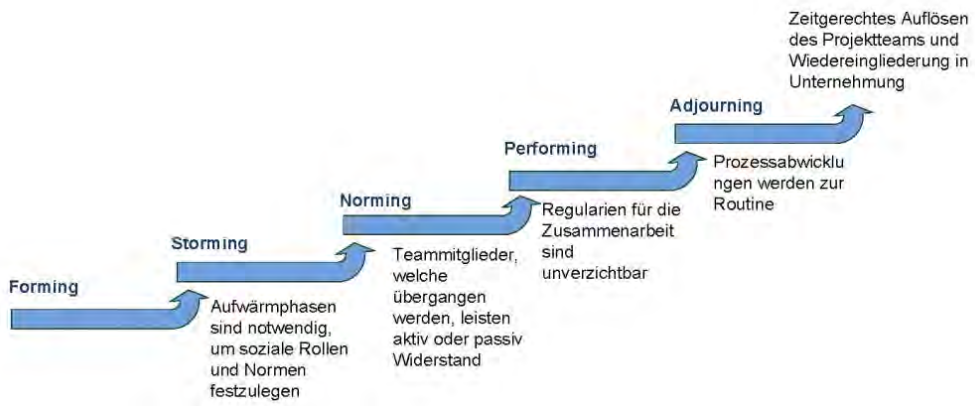 Forming
Storming
Aufwärmphasen
sind notwendig,
um soziale Rollen
und Normen
festzulegen
Norming
Teammitglieder,
welche
übergangen
werden, leisten
aktiv oder passiv
Widerstand
Performing
Regularien für die
Zusammenarbeit
sind
unverzichtbar
Adjourning
Prozessabwicklu
ngen werden zur
Routine
Zeitgerechtes Auflösen
des Projektteams und
Wiedereingliederung in
Unternehmung